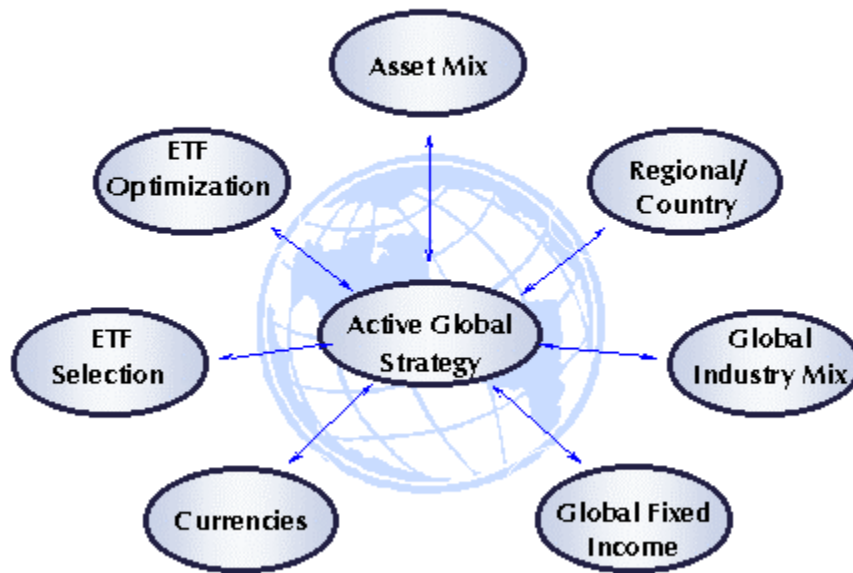 Asset Mix
ETF
Optimization
Regional/
Country
Active Global
Strategy
ETF
Selection
Global
Industry Mix
Currencies
Global Fixed
Income